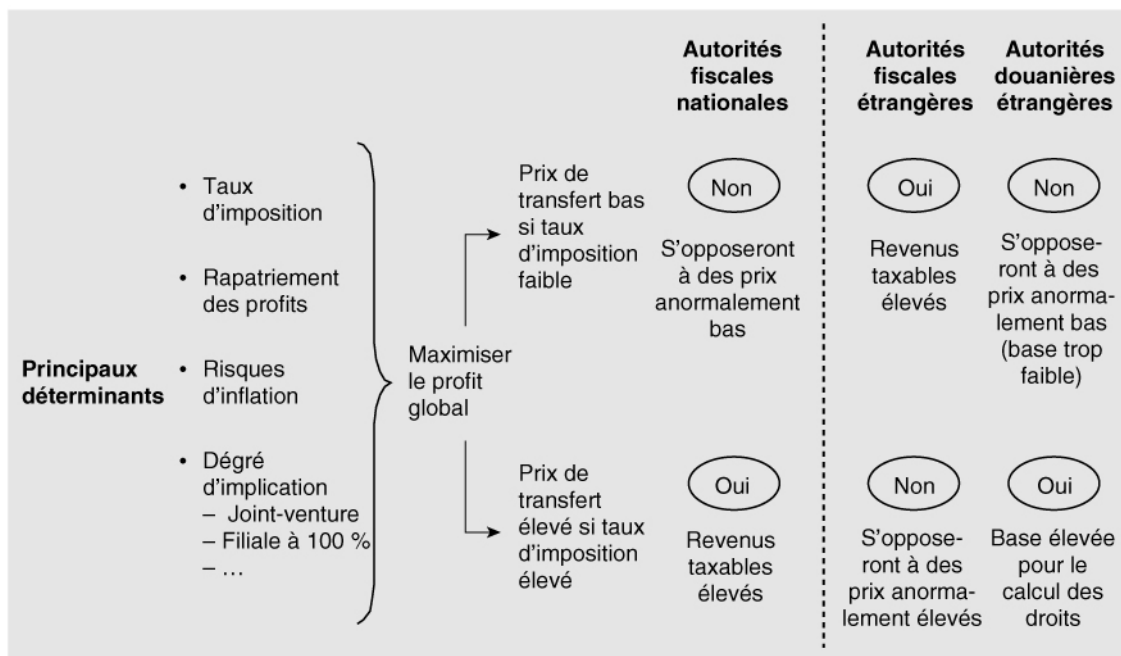 Autorités
fiscales
nationales
Autorités
fiscales
étrangères
Autorités
douanières
étrangères
Principaux
déterminants
• Taux
d'imposition
• Rapatriement
des profits
• Risques
d'inflation
• Dégré
d'implication
– Joint-venture
– Filiale à 100 %
– …
Maximiser
le profit
global
Prix de
transfert bas
si taux
d'imposition
faible
Non
S'opposeront
à des prix
anormalement
bas
Oui
Revenus
taxables
élevés
Non
S'oppose-
ront à des
prix anorma-
lement bas
(base trop
faible)
Prix de
transfert
élevé si taux
d'imposition
élevé
Oui
Revenus
taxables
élevés
Non
S'oppose-
ront à des
prix anorma-
lement élevés
Oui
Base élevée
pour le
calcul des
droits